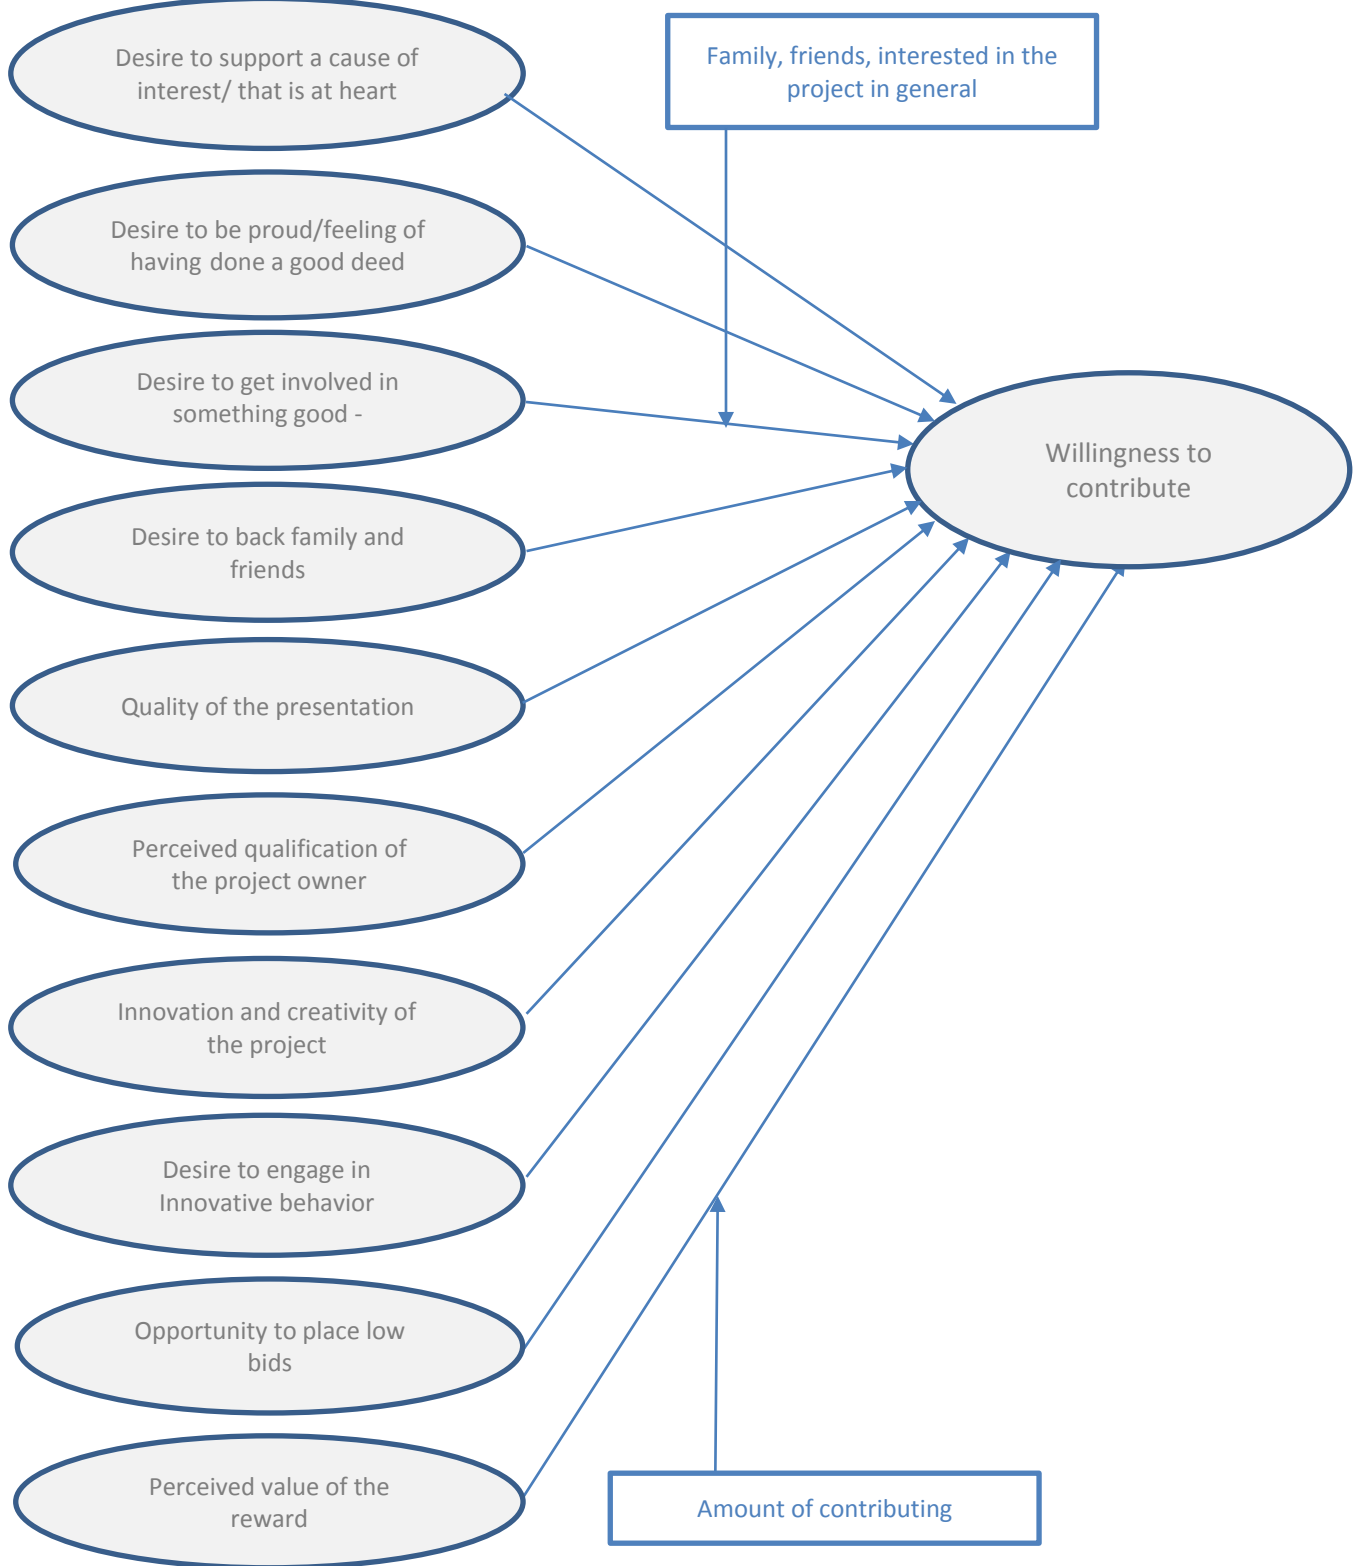 Desire to support a cause of
interest/ that is at heart
Family, friends, interested in the
project in general
Desire to be proud/feeling of
having done a good deed
Desire to get involved in
something good -
Willingness to
contribute
Desire to back family and
friends
Quality of the presentation
Perceived qualification of
the project owner
Innovation and creativity of
the project
Desire to engage in
Innovative behavior
Opportunity to place low
bids
Perceived value of the
reward
Amount of contributing